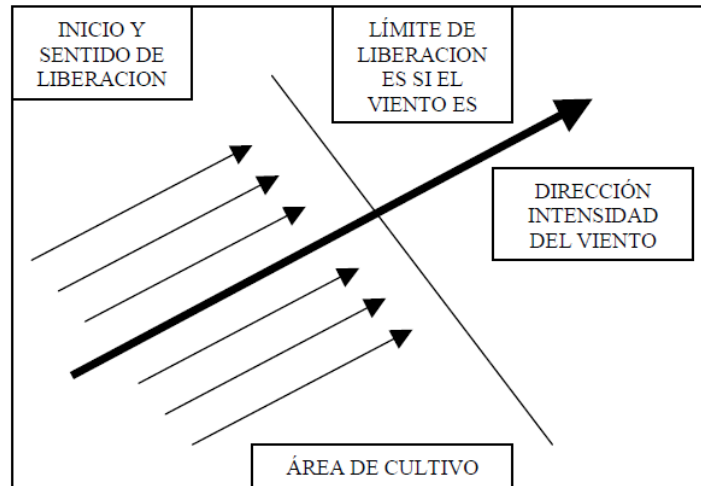 INICIO Y
SENTIDO DE
LIBERACION
LÍMITE DE
LIBERACION
ES SI EL
VIENTO ES
DIRECCIÓN
INTENSIDAD
DEL VIENTO
ÁREA DE CULTIVO